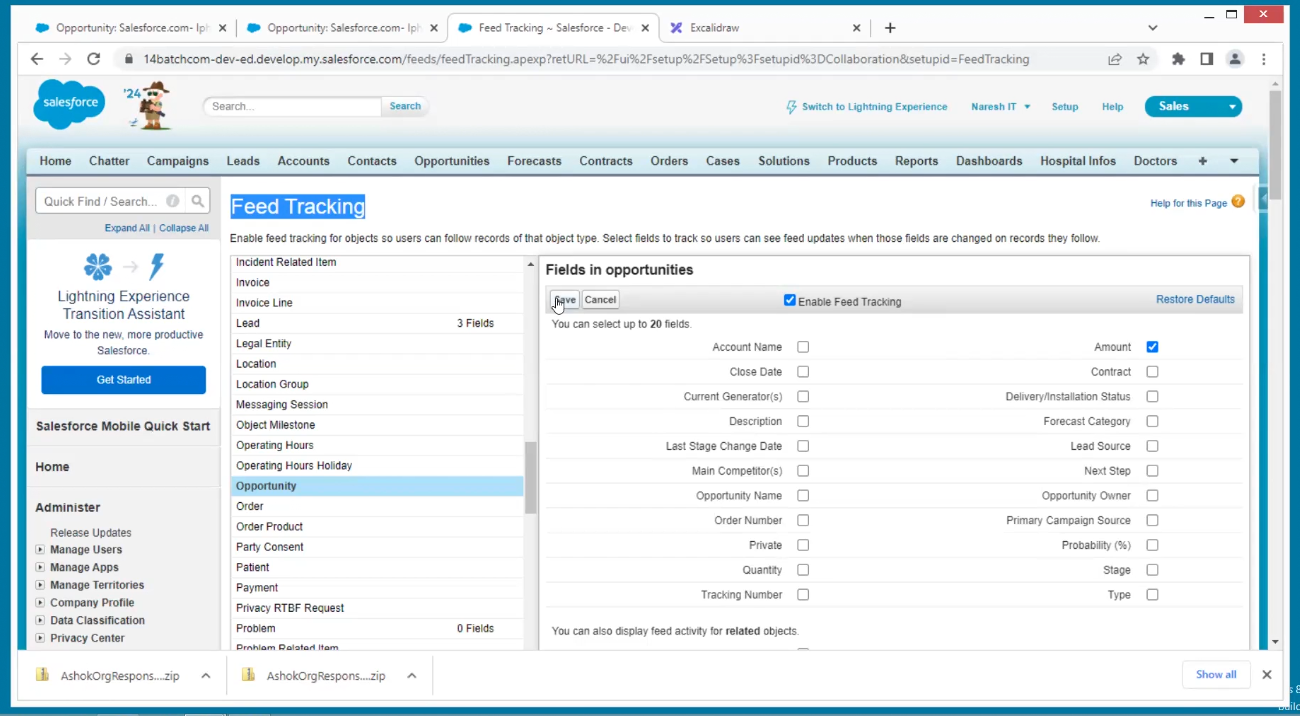 Opportunity: Salesforce.com- Iph
Opportunity: Salesforce.com- Iph
Feed Tracking ~ Salesforce - Dev
Excalidraw
14batchcom-dev-ed.develop.my.salesforce.com/feeds/feedTracking.apexp?retURL=%2Fui%2Fsetup%2FSetup%3Fsetupid%3DCollaboration&setupid=FeedTracking
salesforce
'24
Search...
Search
Switch to Lightning Experience
Naresh IT
Setup
Help
Sales
Home Chatter Campaigns Leads Accounts Contacts Opportunities Forecasts Contracts Orders Cases Solutions Products Reports Dashboards Hospital Infos Doctors +
Quick Find / Search...
Expand All | Collapse All
Lightning Experience
Transition Assistant
Move to the new, more productive
Salesforce.
Get Started
Salesforce Mobile Quick Start
Home
Administer
Release Updates
Manage Users
Manage Apps
Manage Territories
Company Profile
Data Classification
Privacy Center
Feed Tracking
Help for this Page
Enable feed tracking for objects so users can follow records of that object type. Select fields to track so users can see feed updates when those fields are changed on records they follow.
Incident Related Item
Invoice
Invoice Line
Lead 3 Fields
Legal Entity
Location
Location Group
Messaging Session
Object Milestone
Operating Hours
Operating Hours Holiday
Opportunity
Order
Order Product
Party Consent
Patient
Payment
Privacy RTBF Request
Problem 0 Fields
Problem Related Item
Fields in opportunities
Save Cancel
Enable Feed Tracking
Restore Defaults
You can select up to 20 fields.
Account Name Amount
Close Date Contract
Current Generator(s) Delivery/Installation Status
Description Forecast Category
Last Stage Change Date Lead Source
Main Competitor(s) Next Step
Opportunity Name Opportunity Owner
Order Number Primary Campaign Source
Private Probability (%)
Quantity Stage
Tracking Number Type
You can also display feed activity for related objects.
AshokOrgRespons....zip
AshokOrgRespons....zip
Show all